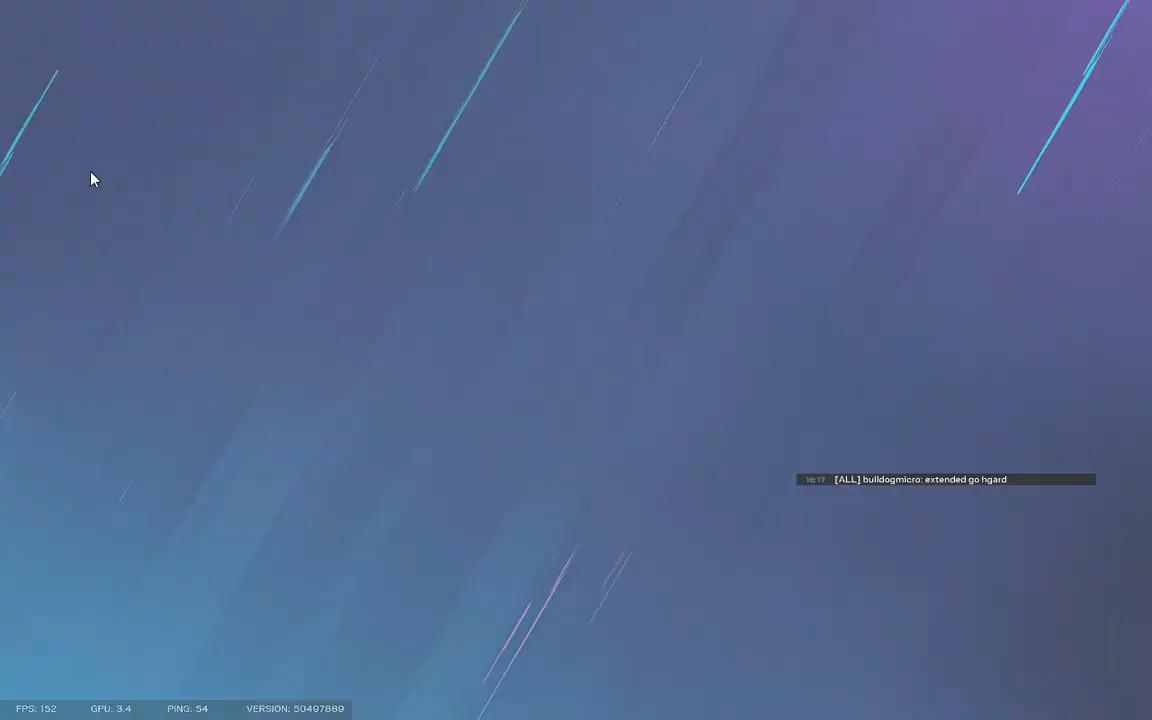 16:17 [ALL] bulldogmicro: extended go hgard
FPS: 152 GPU: 3.4 PING: 54 VERSION: 50497889